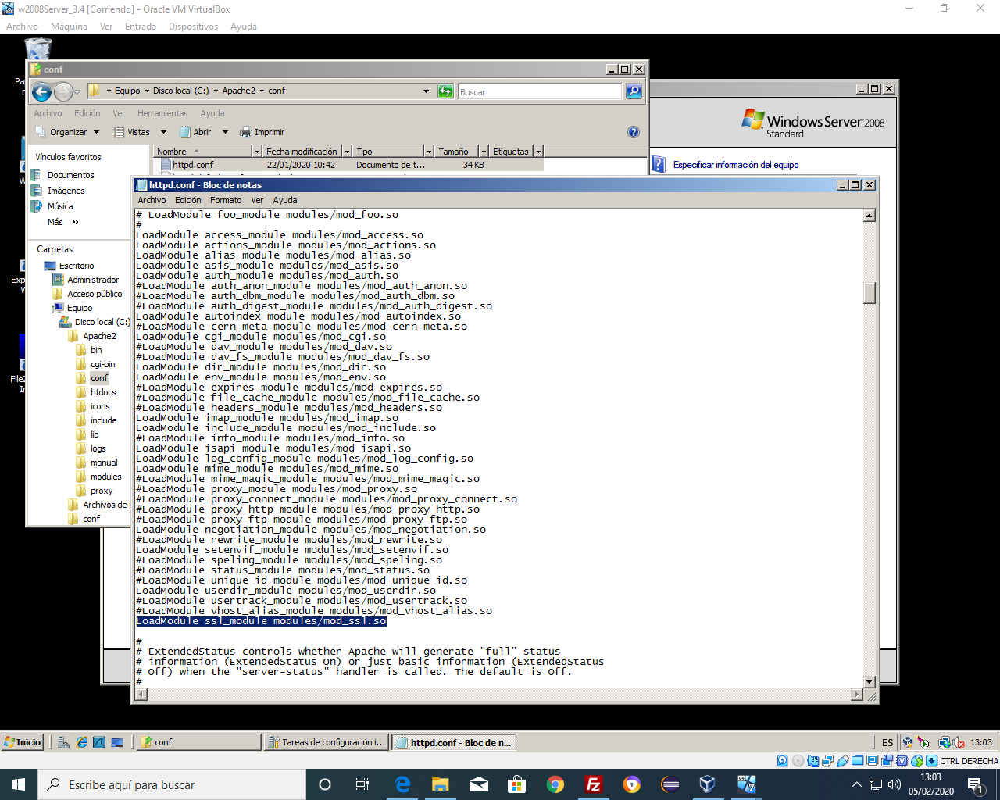 w2008Server_3.4 [Corriendo] - Oracle VM VirtualBox
Archivo Máquina Ver Entrada Dispositivos Ayuda
conf
Equipo Disco local (C:) Apache2 conf
Buscar
Archivo Edición Ver Herramientas Ayuda
Organizar Vistas Abrir Imprimir
Windows Server 2008
Standard
Vínculos favoritos
Documentos
Imágenes
Música
Más »
Nombre Fecha modificación Tipo Tamaño Etiquetas
httpd.conf 22/01/2020 10:42 Documento de t... 34 KB
Especificar información del equipo
Carpetas
Escritorio
Administrador
Acceso público
Equipo
Disco local (C:)
Apache2
bin
cgi-bin
conf
htdocs
icons
include
lib
logs
manual
modules
proxy
Archivos de
conf
httpd.conf - Bloc de notas
Archivo Edición Formato Ver Ayuda
# LoadModule foo_module modules/mod_foo.so
#
LoadModule access_module modules/mod_access.so
LoadModule actions_module modules/mod_actions.so
LoadModule alias_module modules/mod_alias.so
LoadModule asis_module modules/mod_asis.so
LoadModule auth_module modules/mod_auth.so
#LoadModule auth_anon_module modules/mod_auth_anon.so
#LoadModule auth_dbm_module modules/mod_auth_dbm.so
#LoadModule auth_digest_module modules/mod_auth_digest.so
LoadModule autoindex_module modules/mod_autoindex.so
#LoadModule cern_meta_module modules/mod_cern_meta.so
LoadModule cgi_module modules/mod_cgi.so
#LoadModule dav_module modules/mod_dav.so
#LoadModule dav_fs_module modules/mod_dav_fs.so
LoadModule dir_module modules/mod_dir.so
LoadModule env_module modules/mod_env.so
#LoadModule expires_module modules/mod_expires.so
#LoadModule file_cache_module modules/mod_file_cache.so
#LoadModule headers_module modules/mod_headers.so
LoadModule imap_module modules/mod_imap.so
LoadModule include_module modules/mod_include.so
#LoadModule info_module modules/mod_info.so
LoadModule isapi_module modules/mod_isapi.so
LoadModule log_config_module modules/mod_log_config.so
LoadModule mime_module modules/mod_mime.so
#LoadModule mime_magic_module modules/mod_mime_magic.so
#LoadModule proxy_module modules/mod_proxy.so
#LoadModule proxy_connect_module modules/mod_proxy_connect.so
#LoadModule proxy_http_module modules/mod_proxy_http.so
#LoadModule proxy_ftp_module modules/mod_proxy_ftp.so
LoadModule negotiation_module modules/mod_negotiation.so
#LoadModule rewrite_module modules/mod_rewrite.so
LoadModule setenvif_module modules/mod_setenvif.so
#LoadModule speling_module modules/mod_speling.so
#LoadModule status_module modules/mod_status.so
#LoadModule unique_id_module modules/mod_unique_id.so
LoadModule userdir_module modules/mod_userdir.so
#LoadModule usertrack_module modules/mod_usertrack.so
#LoadModule vhost_alias_module modules/mod_vhost_alias.so
LoadModule ssl_module modules/mod_ssl.so
#
# ExtendedStatus controls whether Apache will generate "full" status
# information (ExtendedStatus On) or just basic information (ExtendedStatus
# Off) when the "server-status" handler is called. The default is Off.
#
Inicio conf Tareas de configuración i... httpd.conf - Bloc de n... ES 13:03
CTRL DERECHA
Escribe aquí para buscar
13:03
05/02/2020
1